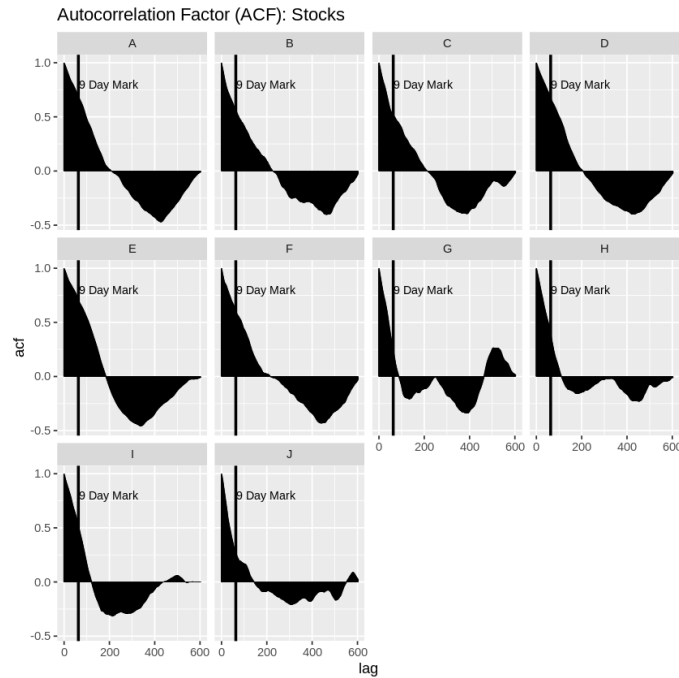 Autocorrelation Factor (ACF): Stocks
A B C D
1.0
0.5
0.0
-0.5
9 Day Mark 9 Day Mark 9 Day Mark 9 Day Mark
E F G H
1.0
0.5
0.0
-0.5
9 Day Mark 9 Day Mark 9 Day Mark 9 Day Mark
0 200 400 600 0 200 400 600
I J
1.0
0.5
0.0
-0.5
9 Day Mark 9 Day Mark
0 200 400 600 0 200 400 600
acf
lag